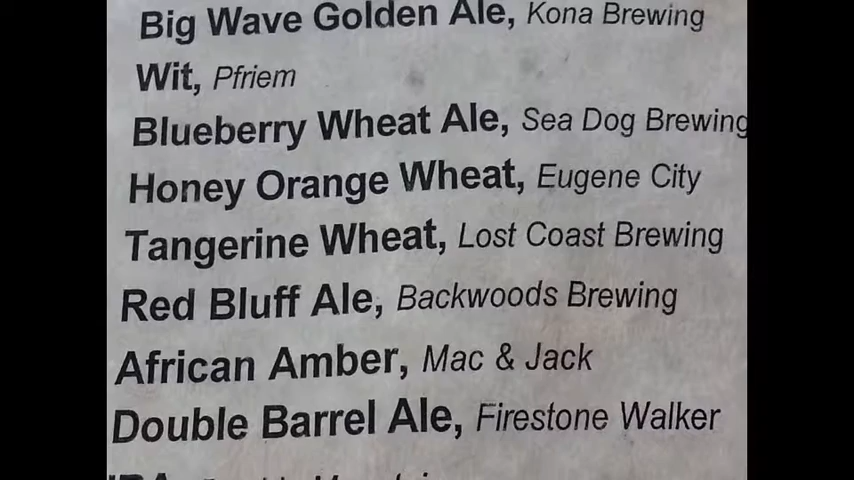 Big Wave Golden Ale, Kona Brewing
Wit, Pfriem
Blueberry Wheat Ale, Sea Dog Brewing
Honey Orange Wheat, Eugene City
Tangerine Wheat, Lost Coast Brewing
Red Bluff Ale, Backwoods Brewing
African Amber, Mac & Jack
Double Barrel Ale, Firestone Walker